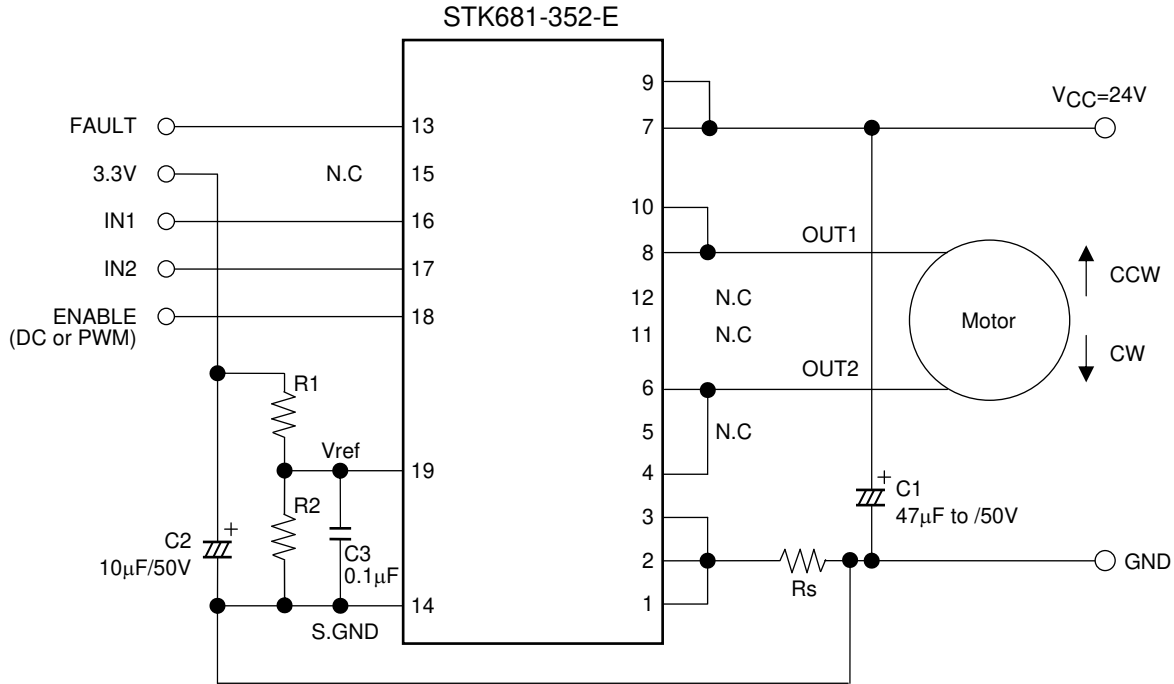 STK681-352-E
9
VCC=24V
FAULT
13
7
3.3V
N.C
15
10
IN1
16
OUT1
8
CCW
IN2
17
12
N.C
Motor
ENABLE
(DC or PWM)
18
11
N.C
CW
OUT2
6
R1
5
N.C
Vref
19
4
R2
+
C1
47μF to /50V
3
C2
+
10μF/50V
C3
0.1μF
2
Rs
GND
14
1
S.GND